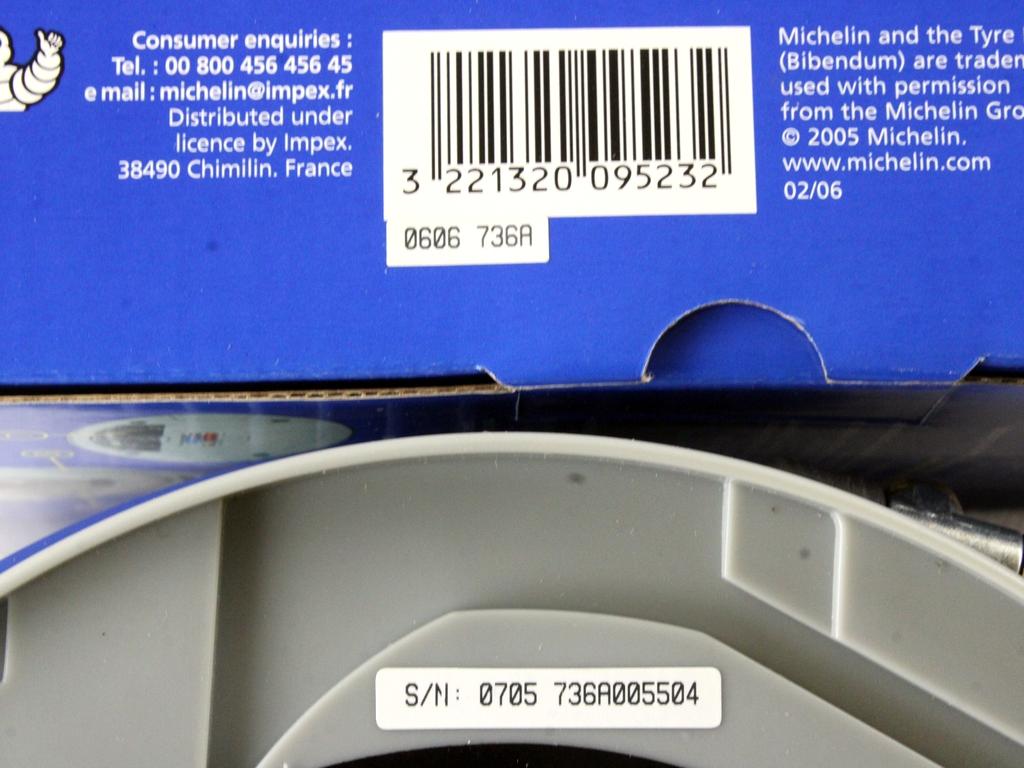 Consumer enquiries :
Tel. : 00 800 456 456 45
e mail : michelin@impex.fr
Distributed under
licence by Impex.
38490 Chimilin. France
3 221320 095232
0606 736A
Michelin and the Tyre
(Bibendum) are
used with permission
from the Michelin
© 2005 Michelin.
www.michelin.com
02/06
S/N: 0705 736A005504